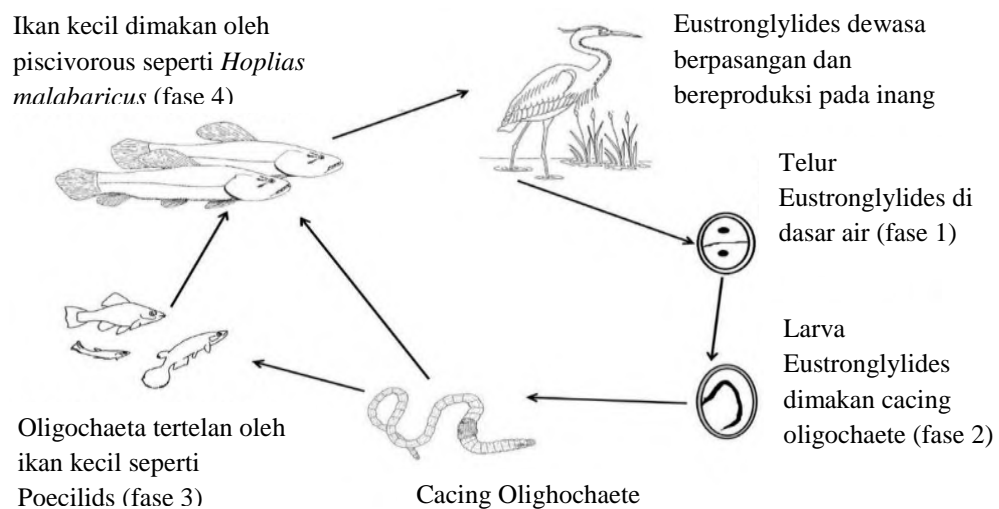 Ikan kecil dimakan oleh
piscivorous seperti Hoplias
malabaricus (fase 4)
Eustronglylides dewasa
berpasangan dan
bereproduksi pada inang
Telur
Eustronglylides di
dasar air (fase 1)
Larva
Eustronglylides
dimakan cacing
oligochaete (fase 2)
Oligochaeta tertelan oleh
ikan kecil seperti
Poecilids (fase 3)
Cacing Olighochaete